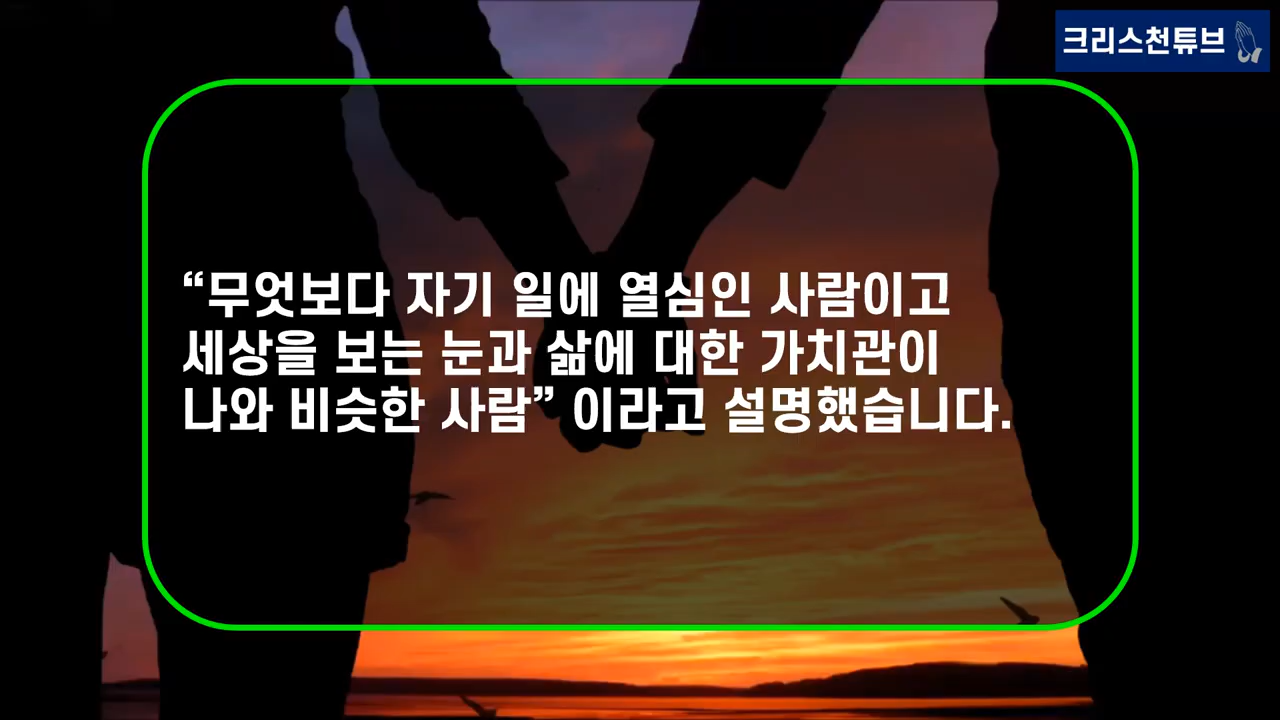 크리스천튜브
“무엇보다 자기 일에 열심인 사람이고
세상을 보는 눈과 삶에 대한 가치관이
나와 비슷한 사람” 이라고 설명했습니다.